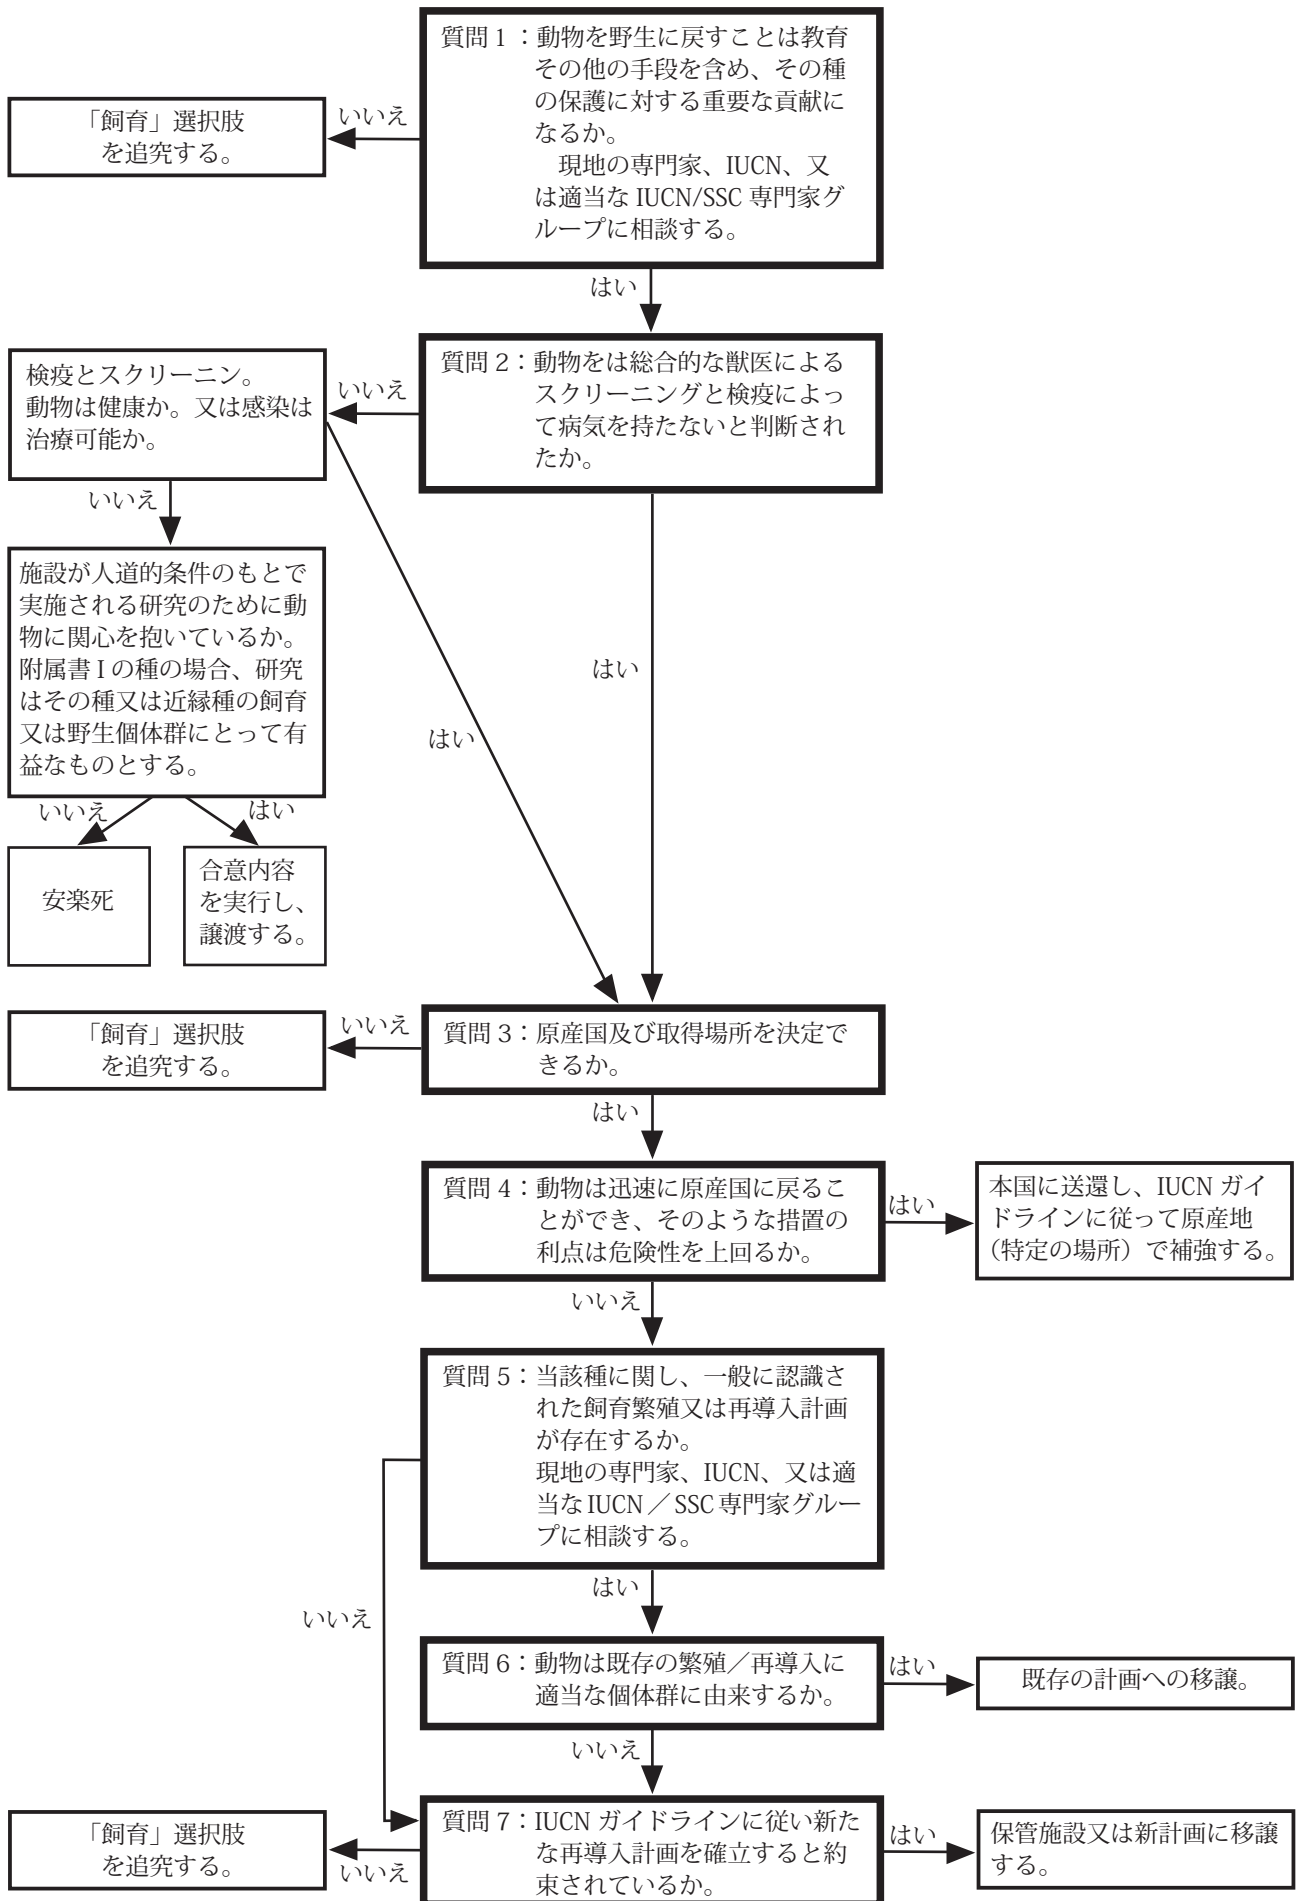 質問 1 ：動物を野生に戻すことは教育
その他の手段を含め、その種
の保護に対する重要な貢献に
なるか。
現地の専門家、IUCN、又
は適当な IUCN/SSC 専門家グ
ループに相談する。
いいえ
「飼育」選択肢
を追究する。
はい
質問 2：動物をは総合的な獣医による
スクリーニングと検疫によっ
て病気を持たないと判断され
たか。
いいえ
検疫とスクリーニン。
動物は健康か。又は感染は
治療可能か。
いいえ
はい
はい
施設が人道的条件のもとで
実施される研究のために動
物に関心を抱いているか。
附属書 I の種の場合、研究
はその種又は近縁種の飼育
又は野生個体群にとって有
益なものとする。
いいえ
はい
安楽死
合意内容
を実行し、
譲渡する。
質問 3：原産国及び取得場所を決定で
きるか。
いいえ
「飼育」選択肢
を追究する。
はい
質問 4：動物は迅速に原産国に戻るこ
とができ、そのような措置の
利点は危険性を上回るか。
はい
本国に送還し、IUCN ガイ
ドラインに従って原産地
（特定の場所）で補強する。
いいえ
質問 5：当該種に関し、一般に認識さ
れた飼育繁殖又は再導入計画
が存在するか。
現地の専門家、IUCN、又は適
当な IUCN ／ SSC 専門家グルー
プに相談する。
はい
いいえ
質問 6：動物は既存の繁殖／再導入に
適当な個体群に由来するか。
はい
既存の計画への移譲。
いいえ
質問 7：IUCN ガイドラインに従い新た
な再導入計画を確立すると約
束されているか。
いいえ
「飼育」選択肢
を追究する。
はい
保管施設又は新計画に移譲
する。